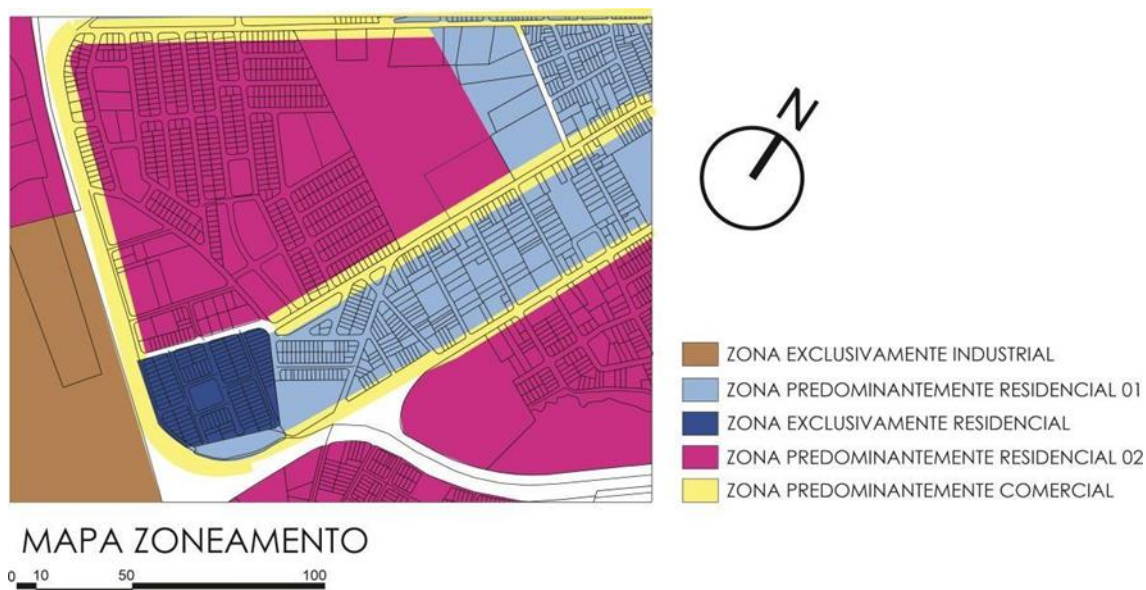 N
ZONA EXCLUSIVAMENTE INDUSTRIAL
ZONA PREDOMINANTEMENTE RESIDENCIAL 01
ZONA EXCLUSIVAMENTE RESIDENCIAL
ZONA PREDOMINANTEMENTE RESIDENCIAL 02
ZONA PREDOMINANTEMENTE COMERCIAL
MAPA ZONEAMENTO
0 10 50 100